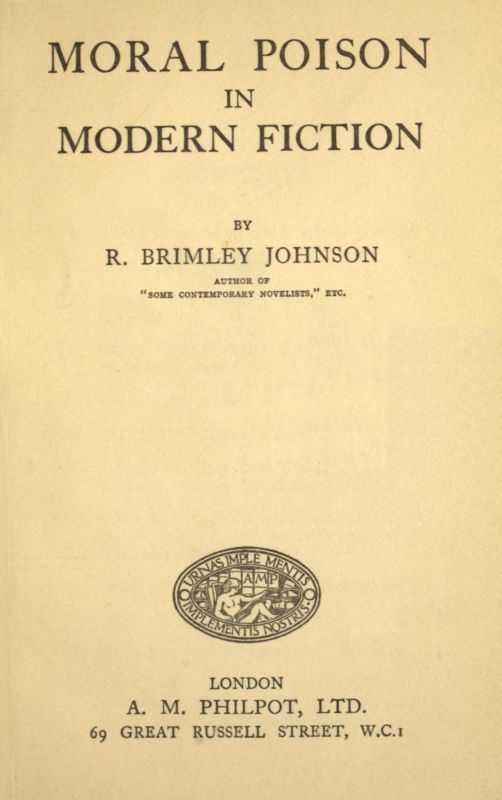 MORAL POISON
IN
MODERN FICTION
BY
R. BRIMLEY JOHNSON
AUTHOR OF
"SOME CONTEMPORARY NOVELISTS," ETC.
URNAS IMPLE MENTIS
AMP
IMPLEMENTIS NOSTRIS
LONDON
A. M. PHILPOT, LTD.
69 GREAT RUSSELL STREET, W.C.1